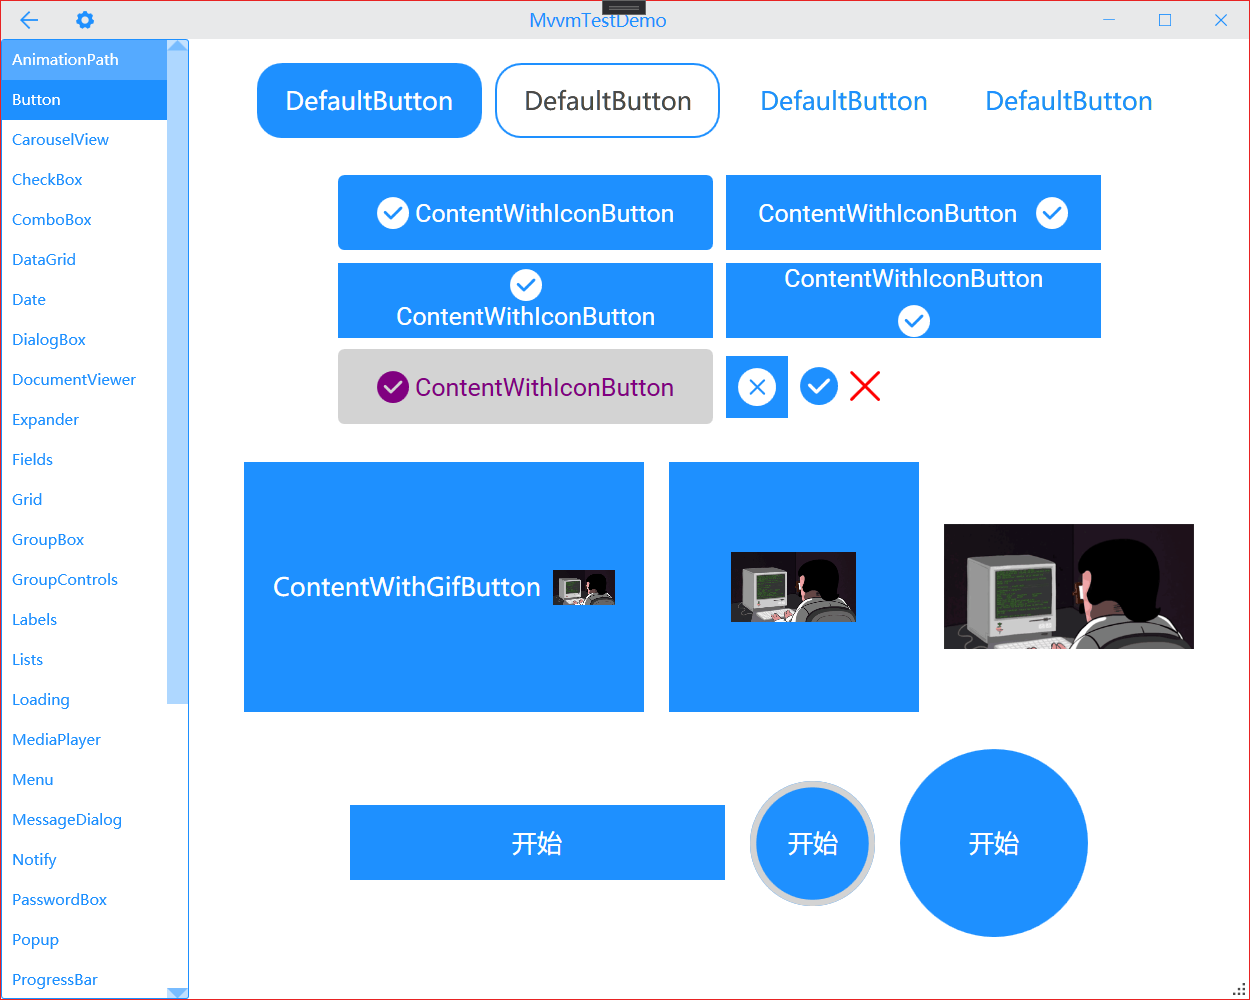 MvvmTestDemo
AnimationPath
Button
CarouselView
CheckBox
ComboBox
DataGrid
Date
DialogBox
DocumentViewer
Expander
Fields
Grid
GroupBox
GroupControls
Labels
Lists
Loading
MediaPlayer
Menu
MessageDialog
Notify
PasswordBox
Popup
ProgressBar
DefaultButton DefaultButton DefaultButton DefaultButton
ContentWithIconButton ContentWithIconButton
ContentWithIconButton ContentWithIconButton
ContentWithIconButton
ContentWithGifButton
开始 开始 开始